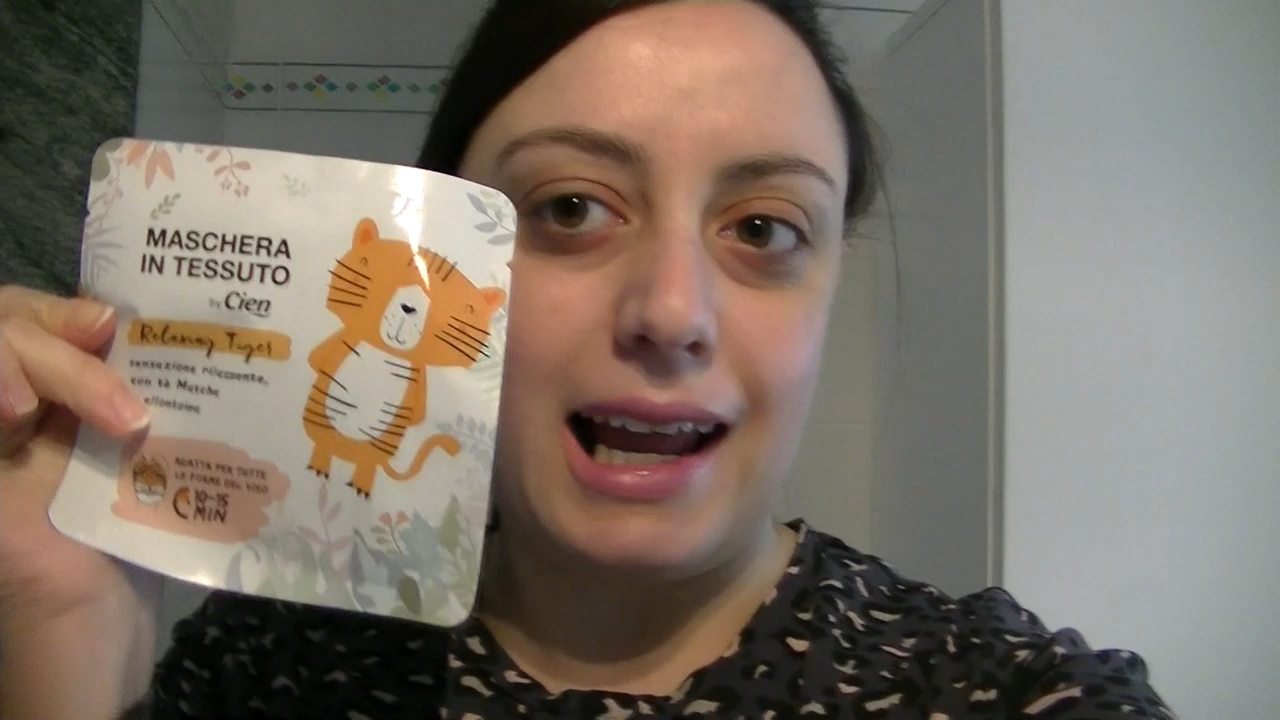 MASCHERA
IN TESSUTO
by Cien
Relaxing Tiger
sensazione rilassante,
con tè Matcha
ADATTA PER TUTTE
LE FORME DEL VISO
10-15
MIN